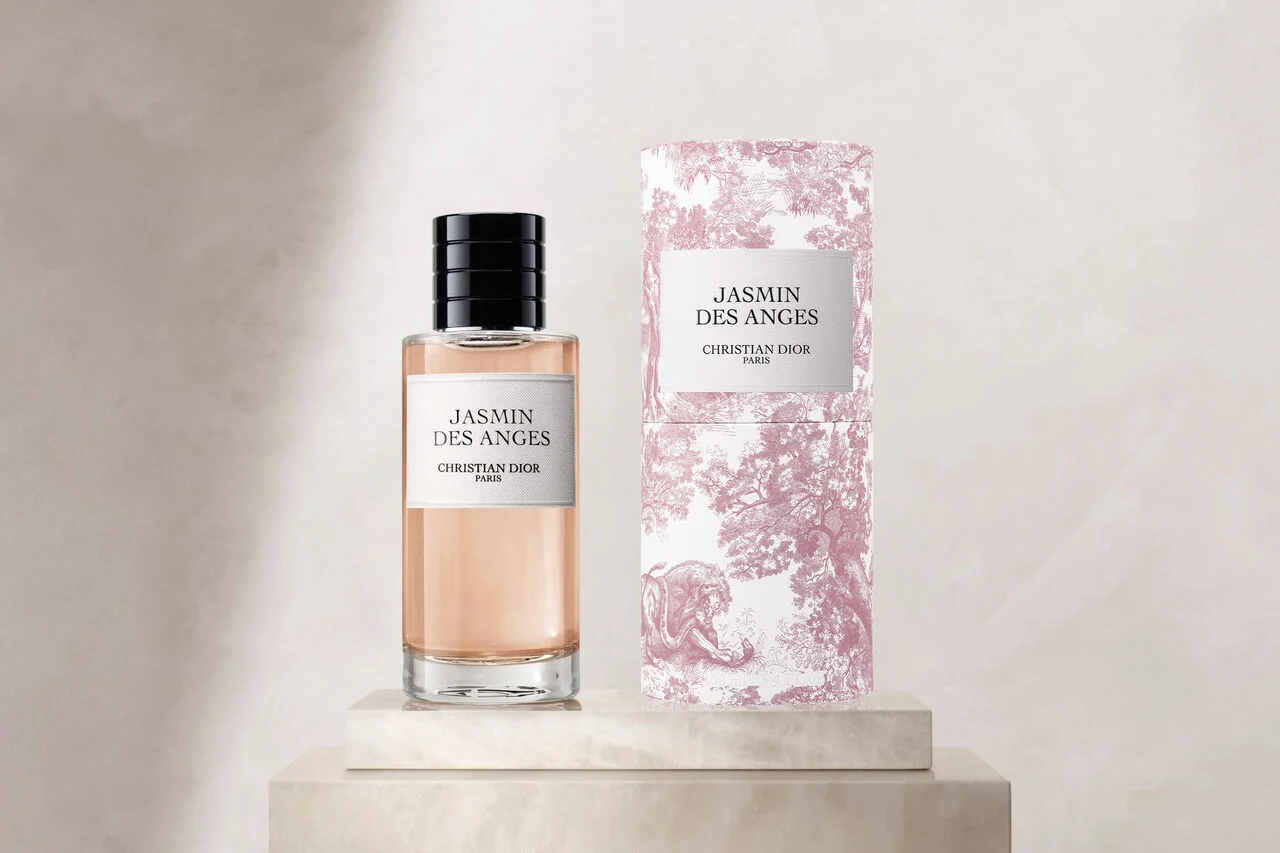 JASMIN
DES ANGES
CHRISTIAN DIOR
PARIS
JASMIN
DES ANGES
CHRISTIAN DIOR
PARIS